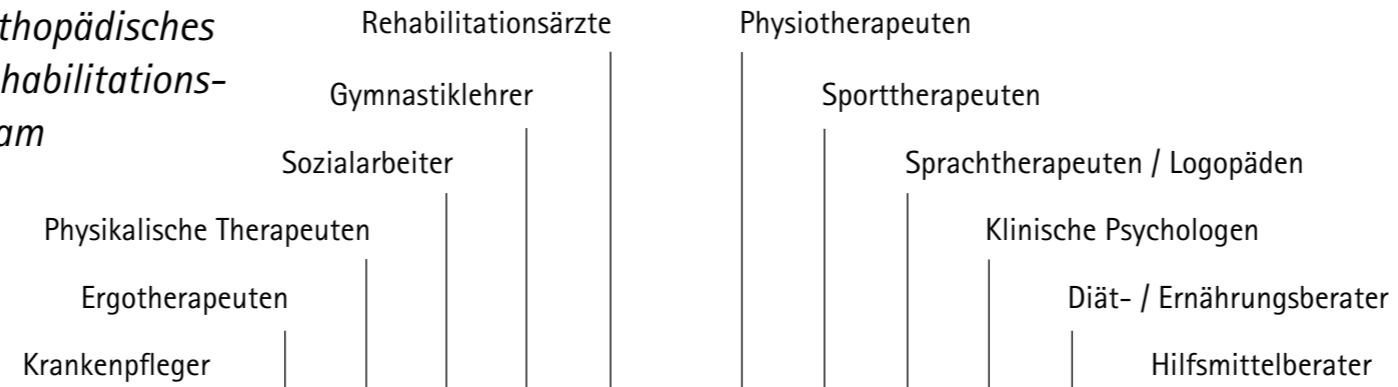 thopädisches
habilitations-
am
Rehabilitationsärzte
Gymnastiklehrer
Sozialarbeiter
Physikalische Therapeuten
Ergotherapeuten
Krankenpfleger
Physiotherapeuten
Sporttherapeuten
Sprachtherapeuten / Logopäden
Klinische Psychologen
Diät- / Ernährungsberater
Hilfsmittelberater